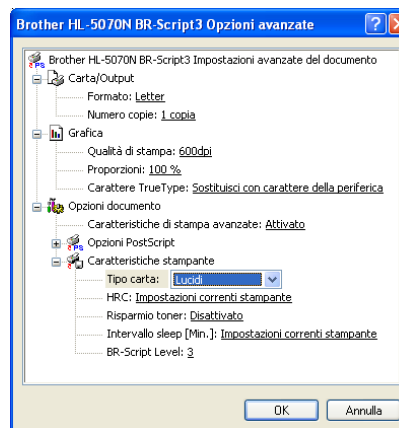 Brother HL-5070N BR-Script3 Opzioni avanzate
Brother HL-5070N BR-Script3 Impostazioni avanzate del documento
Carta/Output
Formato: Letter
Numero copie: 1 copia
Grafica
Qualità di stampa: 600dpi
Proporzioni: 100 %
Carattere TrueType: Sostituisci con carattere della periferica
Opzioni documento
Caratteristiche di stampa avanzate: Attivato
Opzioni PostScript
Caratteristiche stampante
Tipo carta: Lucidi
HRC: Impostazioni correnti stampante
Risparmio toner: Disattivato
Intervallo sleep [Min.]: Impostazioni correnti stampante
BR-Script Level: 3
OK Annulla